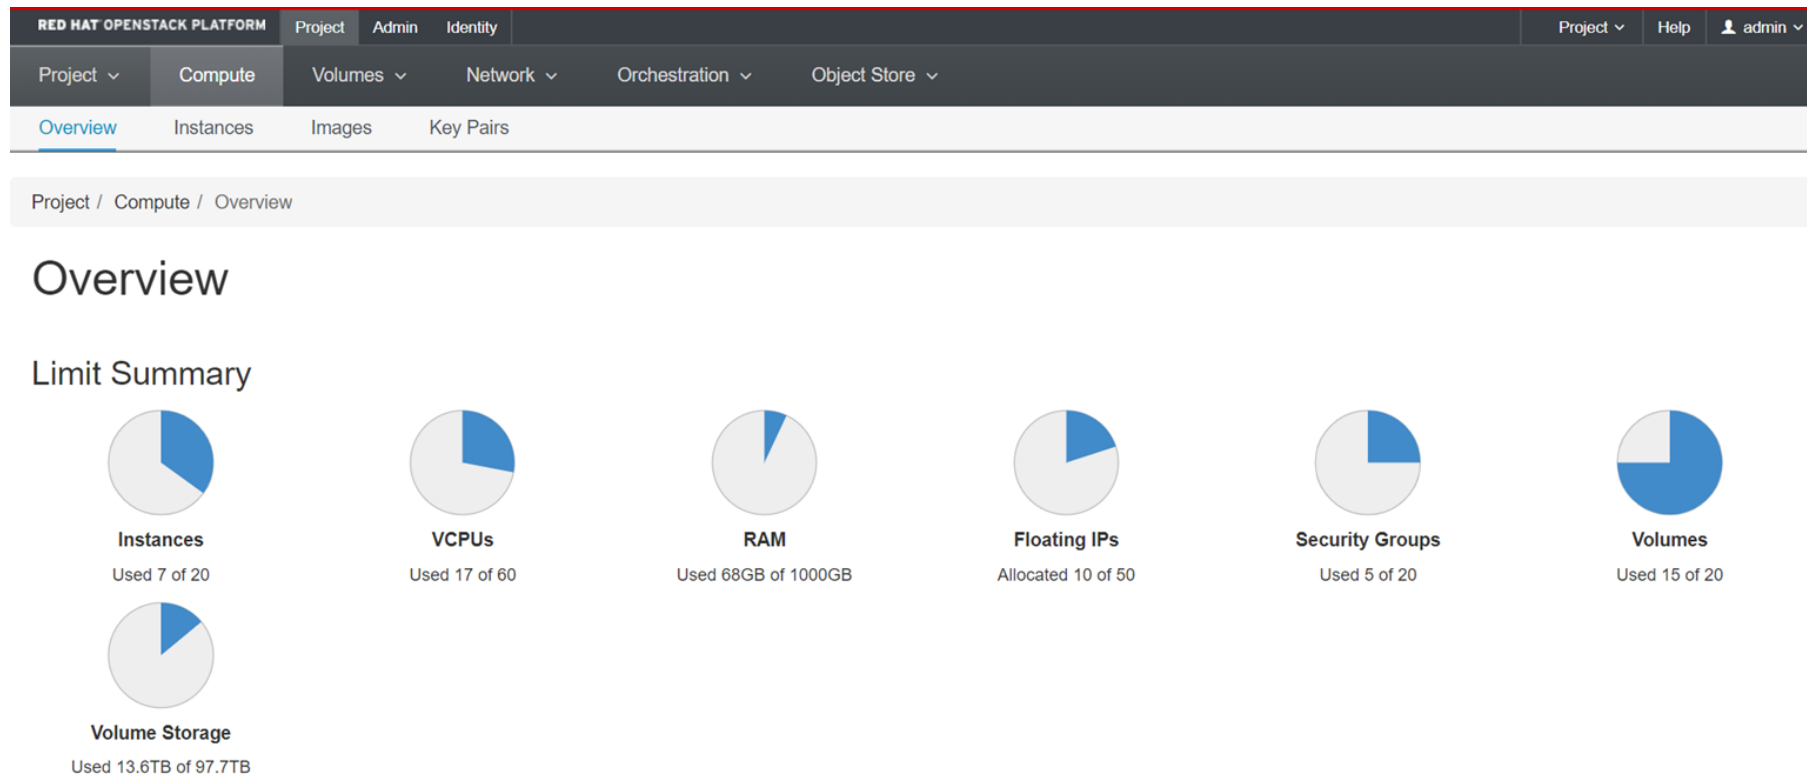 RED HAT OPENSTACK PLATFORM Project Admin Identity Project Help admin
Project Compute Volumes Network Orchestration Object Store
Overview Instances Images Key Pairs
Project / Compute / Overview
Overview
Limit Summary
Instances VCPUs RAM Floating IPs Security Groups Volumes
Used 7 of 20 Used 17 of 60 Used 68GB of 1000GB Allocated 10 of 50 Used 5 of 20 Used 15 of 20
Volume Storage
Used 13.6TB of 97.7TB